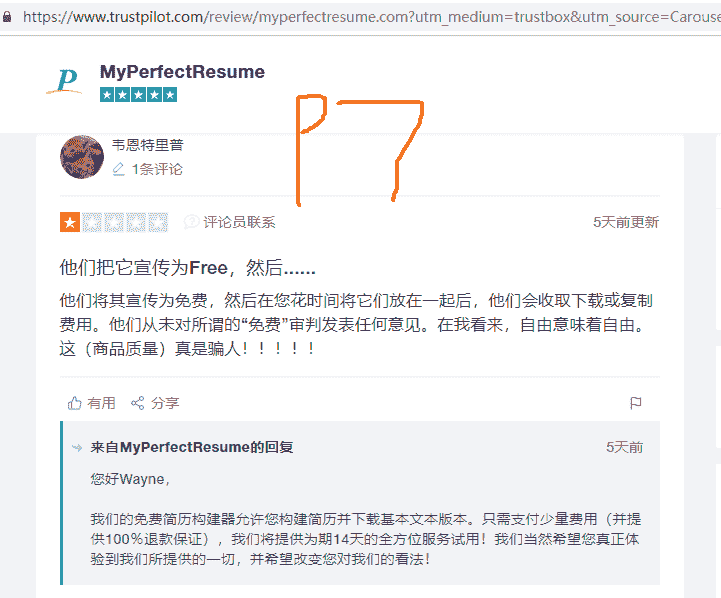 https://www.trustpilot.com/review/myperfectresume.com?utm_medium=trustbox&utm_source=Carouse
P
MyPerfectResume
P7
韦恩特里普
1条评论
评论员联系
5天前更新
他们把它宣传为Free，然后......
他们将其宣传为免费，然后在您花时间将它们放在一起后，他们会收取下载或复制
费用。他们从未对所谓的“免费”审判发表任何意见。在我看来，自由意味着自由。
这（商品质量）真是骗人！！！！！
有用 分享
来自MyPerfectResume的回复 5天前
您好Wayne，
我们的免费简历构建器允许您构建简历并下载基本文本版本。只需支付少量费用（并提
供100％退款保证），我们将提供为期14天的全方位服务试用！我们当然希望您真正体
验到我们所提供的一切，并希望改变您对我们的看法！